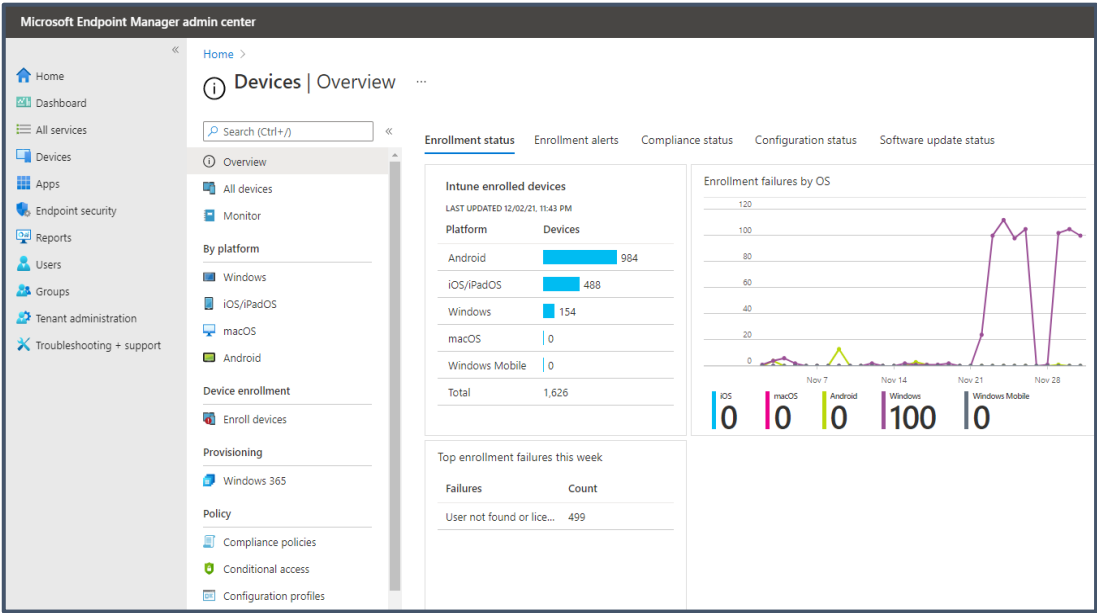 Microsoft Endpoint Manager admin center
«
Home
Dashboard
All services
Devices
Apps
Endpoint security
Reports
Users
Groups
Tenant administration
Troubleshooting + support
Home >
Devices | Overview ...
Search (Ctrl+/) «
Overview
All devices
Monitor
By platform
Windows
iOS/iPadOS
macOS
Android
Device enrollment
Enroll devices
Provisioning
Windows 365
Policy
Compliance policies
Conditional access
Configuration profiles
Enrollment status Enrollment alerts Compliance status Configuration status Software update status
Intune enrolled devices
LAST UPDATED 12/02/21, 11:43 PM
Platform Devices
Android 984
iOS/iPadOS 488
Windows 154
macOS 0
Windows Mobile 0
Total 1,626
Enrollment failures by OS
120
100
80
60
40
20
0
Nov 7 Nov 14 Nov 21 Nov 28
iOS macOS Android Windows Windows Mobile
0 0 0 100 0
Top enrollment failures this week
Failures Count
User not found or lice... 499